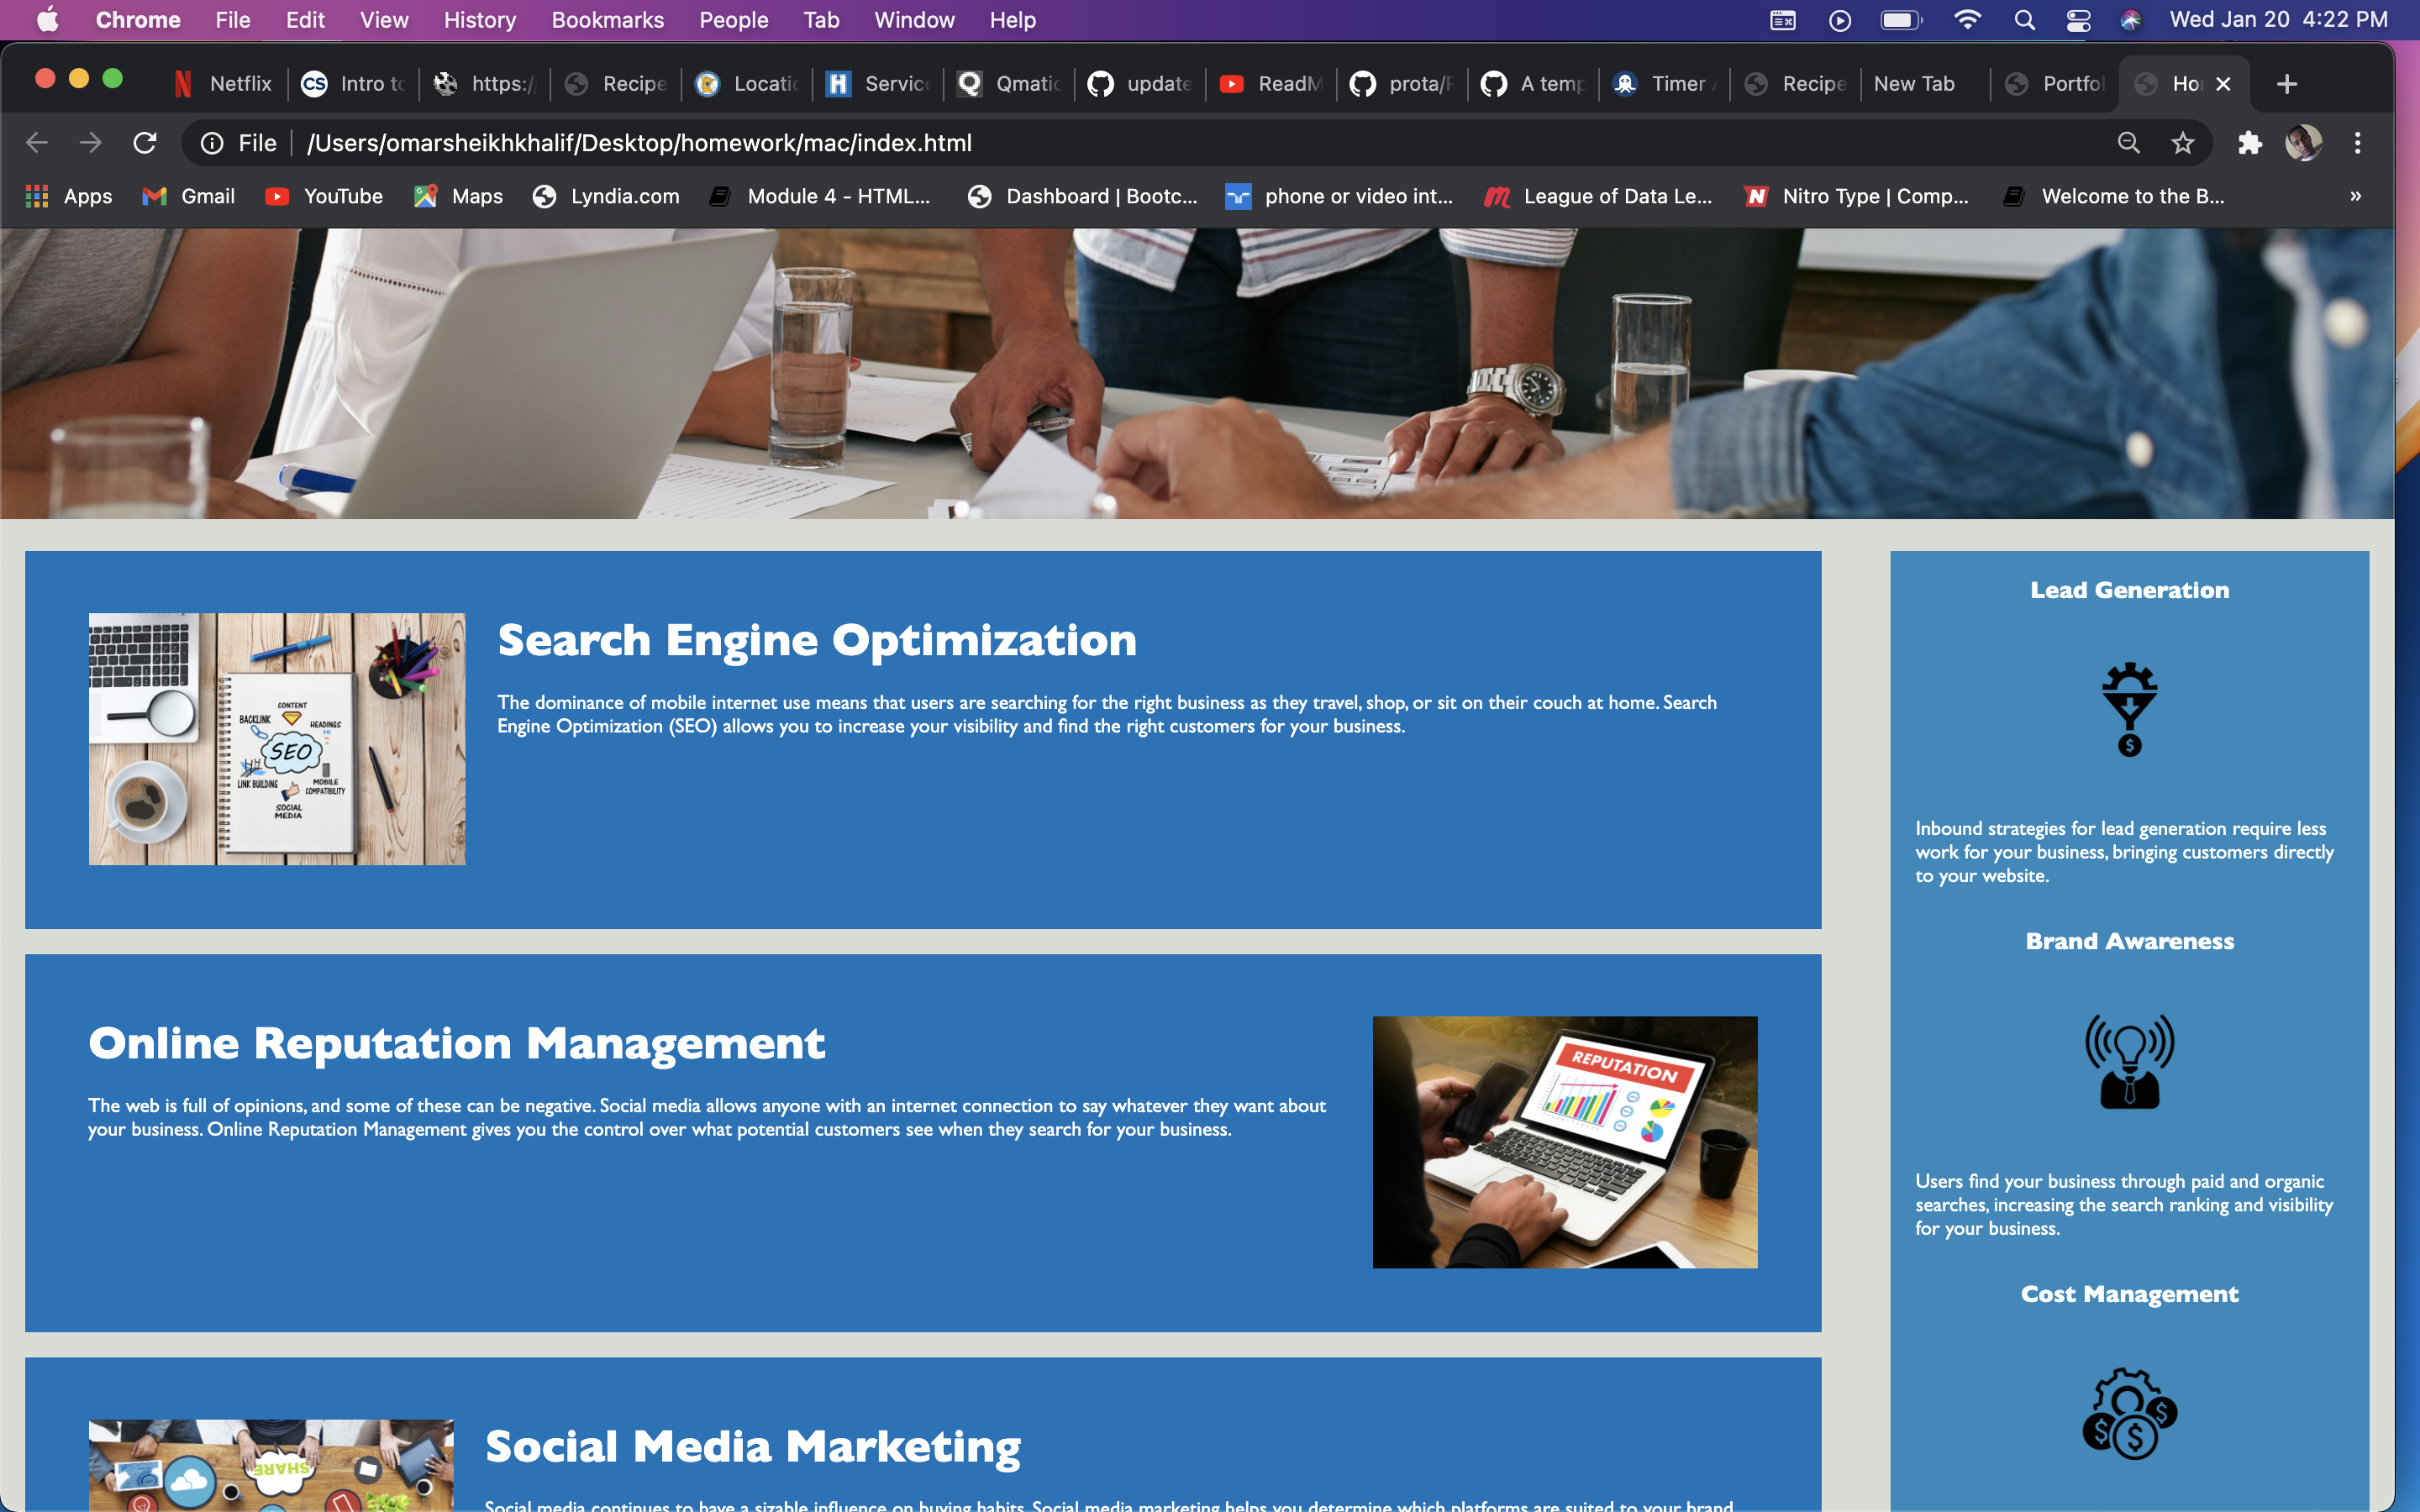 Chrome File Edit View History Bookmarks People Tab Window Help Wed Jan 20 4:22 PM
Netflix Intro to https:/ Recipe Locatic Service Qmatic update ReadM prota/F A temp Timer Recipe New Tab Portfol Ho
File /Users/omarsheikhkhalif/Desktop/homework/mac/index.html
Apps Gmail YouTube Maps Lyndia.com Module 4 - HTML... Dashboard | Bootc... phone or video int... League of Data Le... Nitro Type | Comp... Welcome to the B... »
Search Engine Optimization
The dominance of mobile internet use means that users are searching for the right business as they travel, shop, or sit on their couch at home. Search
Engine Optimization (SEO) allows you to increase your visibility and find the right customers for your business.
CONTENT
BACKLINK
HEADINGS
SEO
LINK BUILDING
MOBILE
COMPATIBILITY
SOCIAL
MEDIA
Online Reputation Management
The web is full of opinions, and some of these can be negative. Social media allows anyone with an internet connection to say whatever they want about
your business. Online Reputation Management gives you the control over what potential customers see when they search for your business.
REPUTATION
Social Media Marketing
Social media continues to have a sizable influence on buying habits. Social media marketing helps you determine which platforms are suited to your brand
SHARE
Lead Generation
Inbound strategies for lead generation require less
work for your business, bringing customers directly
to your website.
Brand Awareness
Users find your business through paid and organic
searches, increasing the search ranking and visibility
for your business.
Cost Management